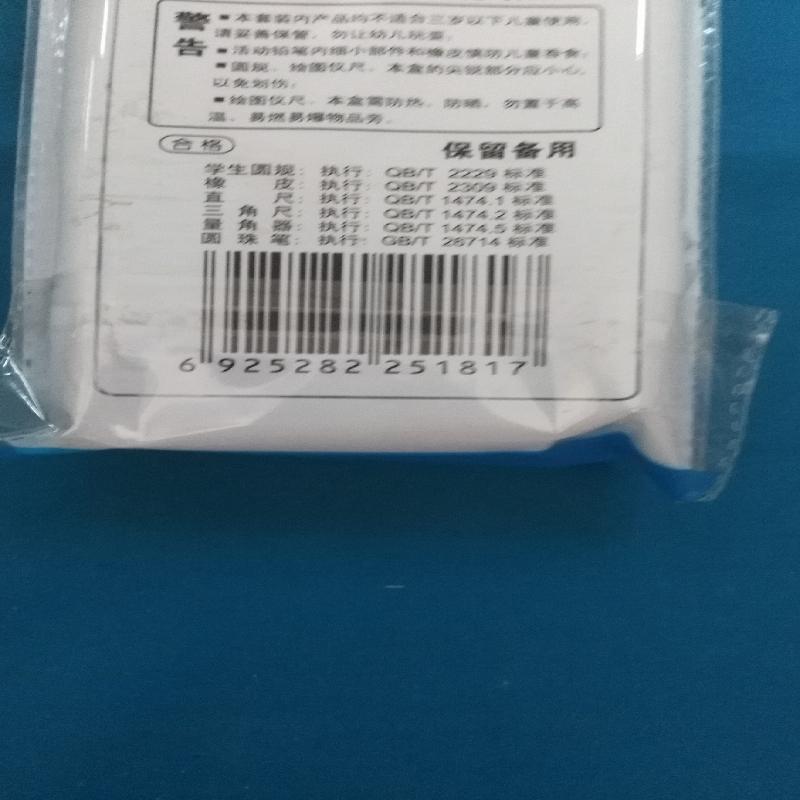 警告
■本套装内产品均不适合三岁以下儿童使用,
请妥善保管,勿让幼儿玩耍;
■活动铅笔内细小部件和橡皮慎防儿童吞食;
■圆规、绘图仪尺、本盒的尖锐部分应小心,
以免划伤;
■绘图仪尺、本盒需防热、防晒,勿置于高
温、易燃易爆物品旁。
合格
保留备用
学生圆规:执行:QB/T 2229 标准
橡皮:执行:QB/T 2309 标准
直尺:执行:QB/T 1474.1 标准
三角尺:执行:QB/T 1474.2 标准
量角器:执行:QB/T 1474.5 标准
圆珠笔:执行:GB/T 26714 标准
6 925282 251817